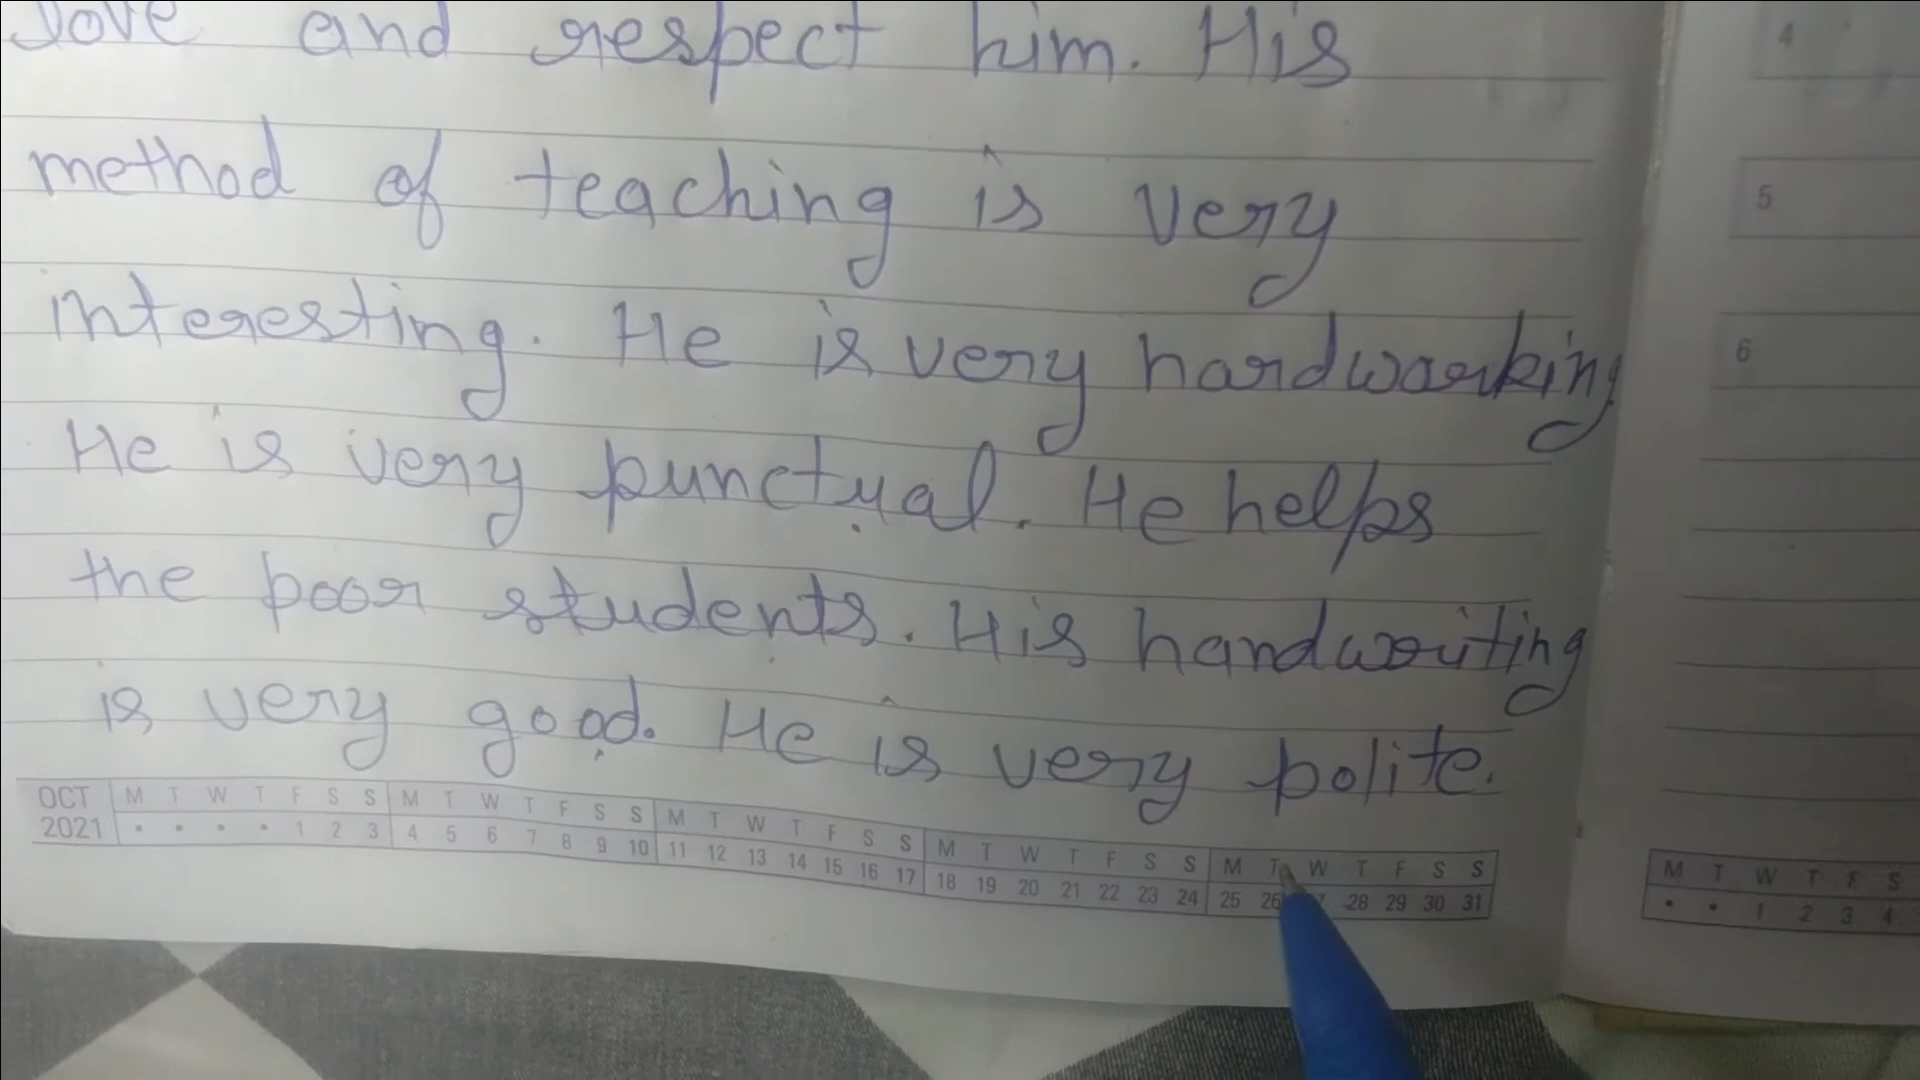 love and respect him. His
4
method of teaching is very
5
interesting. He is very hardworking
6
He is very punctual. He helps
the poor students. His handwriting
is very good. He is very polite.
OCT M T W T F S S M T W T F S S M T W T F S S M T W T F S S M T W T F S S
2021 • • • • 1 2 3 4 5 6 7 8 9 10 11 12 13 14 15 16 17 18 19 20 21 22 23 24 25 26 28 29 30 31
M T W T F S
• • 1 2 3 4